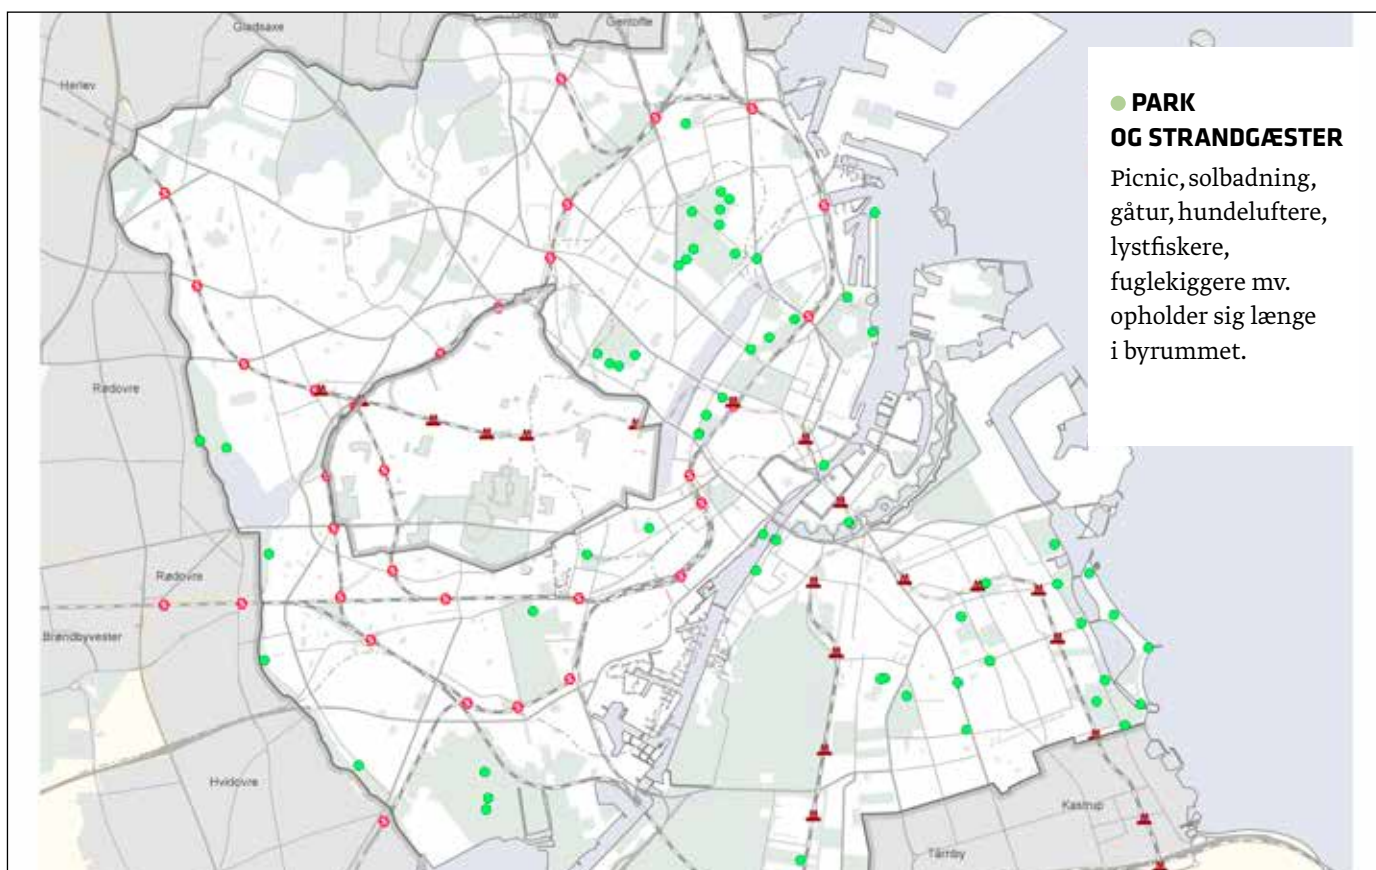 Gladsaxe
Gentofte
Herlev
PARK
OG STRANDGÆSTER
Picnic, solbadning,
gåtur, hundeluftere,
lystfiskere,
fuglekiggere mv.
opholder sig længe
i byrummet.
Rødovre
Rødovre
Brøndbyvester
Hvidovre
Kastrup
Tårnby